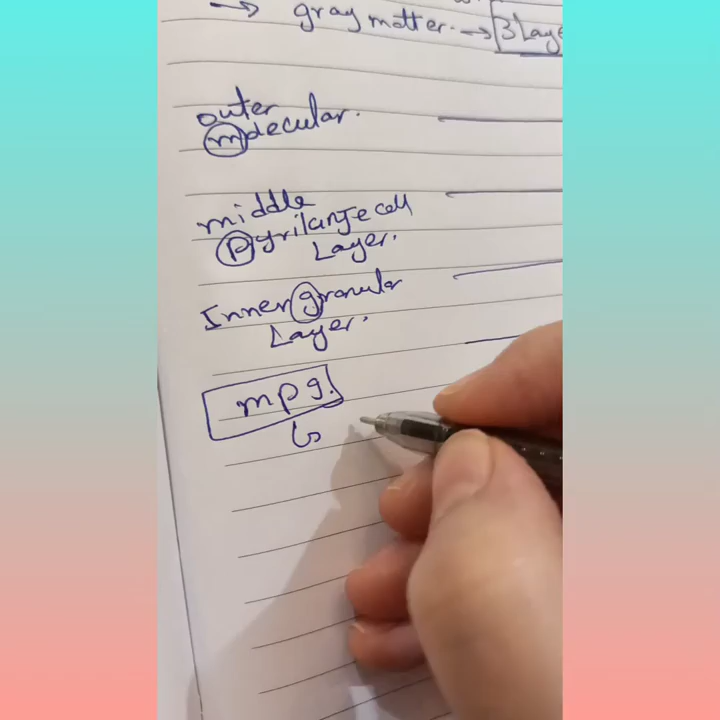 → gray matter. → 3 Laye
outer
molecular.
middle
Pyrilanje cell
Layer.
Inner granular
Layer.
mpg.